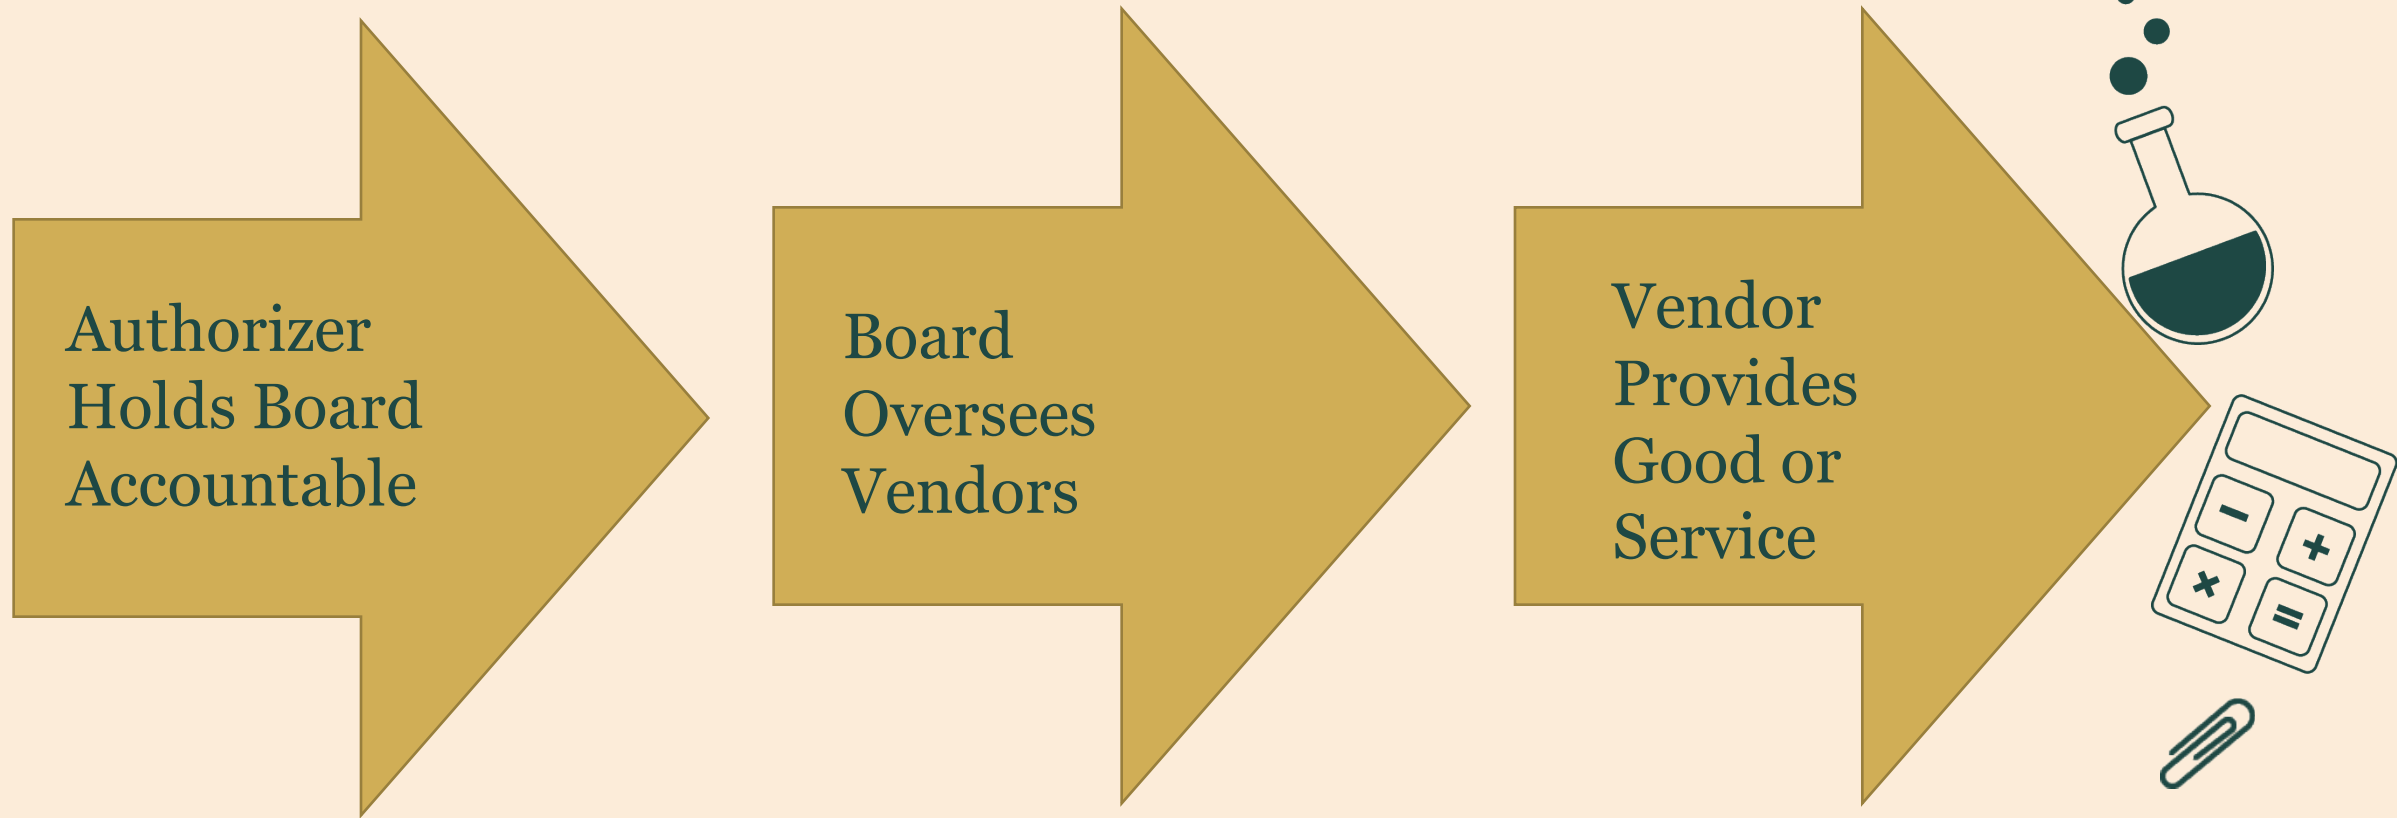 Authorizer
Holds Board
Accountable
Board
Oversees
Vendors
Vendor
Provides
Good or
Service
− +
× =